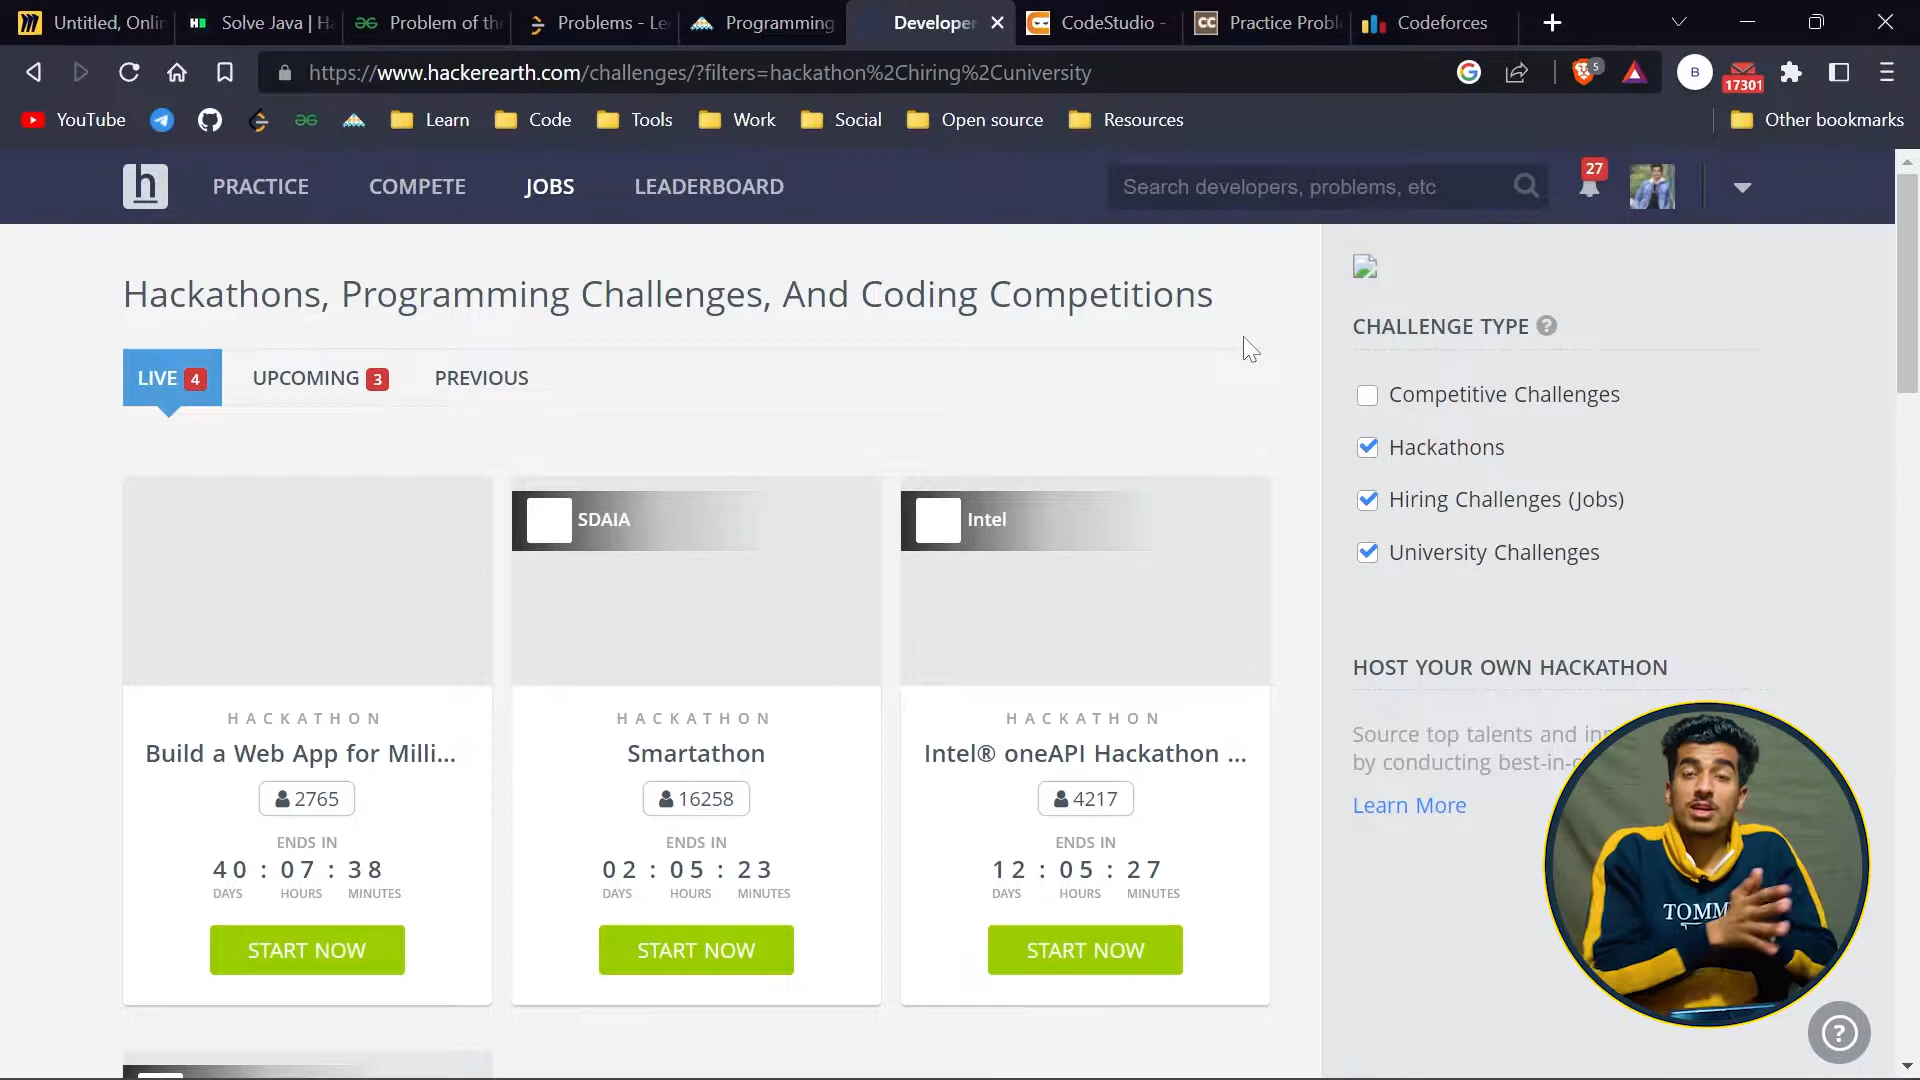 Untitled, Onlin
Solve Java | Ha
Problem of th
Problems - Le
Programming
Developer
CodeStudio -
Practice Probl
Codeforces
https://www.hackerearth.com/challenges/?filters=hackathon%2Chiring%2Cuniversity
5
B
17301
YouTube
Learn
Code
Tools
Work
Social
Open source
Resources
Other bookmarks
h
PRACTICE
COMPETE
JOBS
LEADERBOARD
Search developers, problems, etc
27
Hackathons, Programming Challenges, And Coding Competitions
LIVE 4
UPCOMING 3
PREVIOUS
CHALLENGE TYPE ?
Competitive Challenges
Hackathons
Hiring Challenges (Jobs)
University Challenges
SDAIA
Intel
HACKATHON
Build a Web App for Milli...
2765
ENDS IN
40 : 07 : 38
DAYS HOURS MINUTES
START NOW
HACKATHON
Smartathon
16258
ENDS IN
02 : 05 : 23
DAYS HOURS MINUTES
START NOW
HACKATHON
Intel® oneAPI Hackathon ...
4217
ENDS IN
12 : 05 : 27
DAYS HOURS MINUTES
START NOW
HOST YOUR OWN HACKATHON
Source top talents and
by conducting
Learn More
TOMM
?